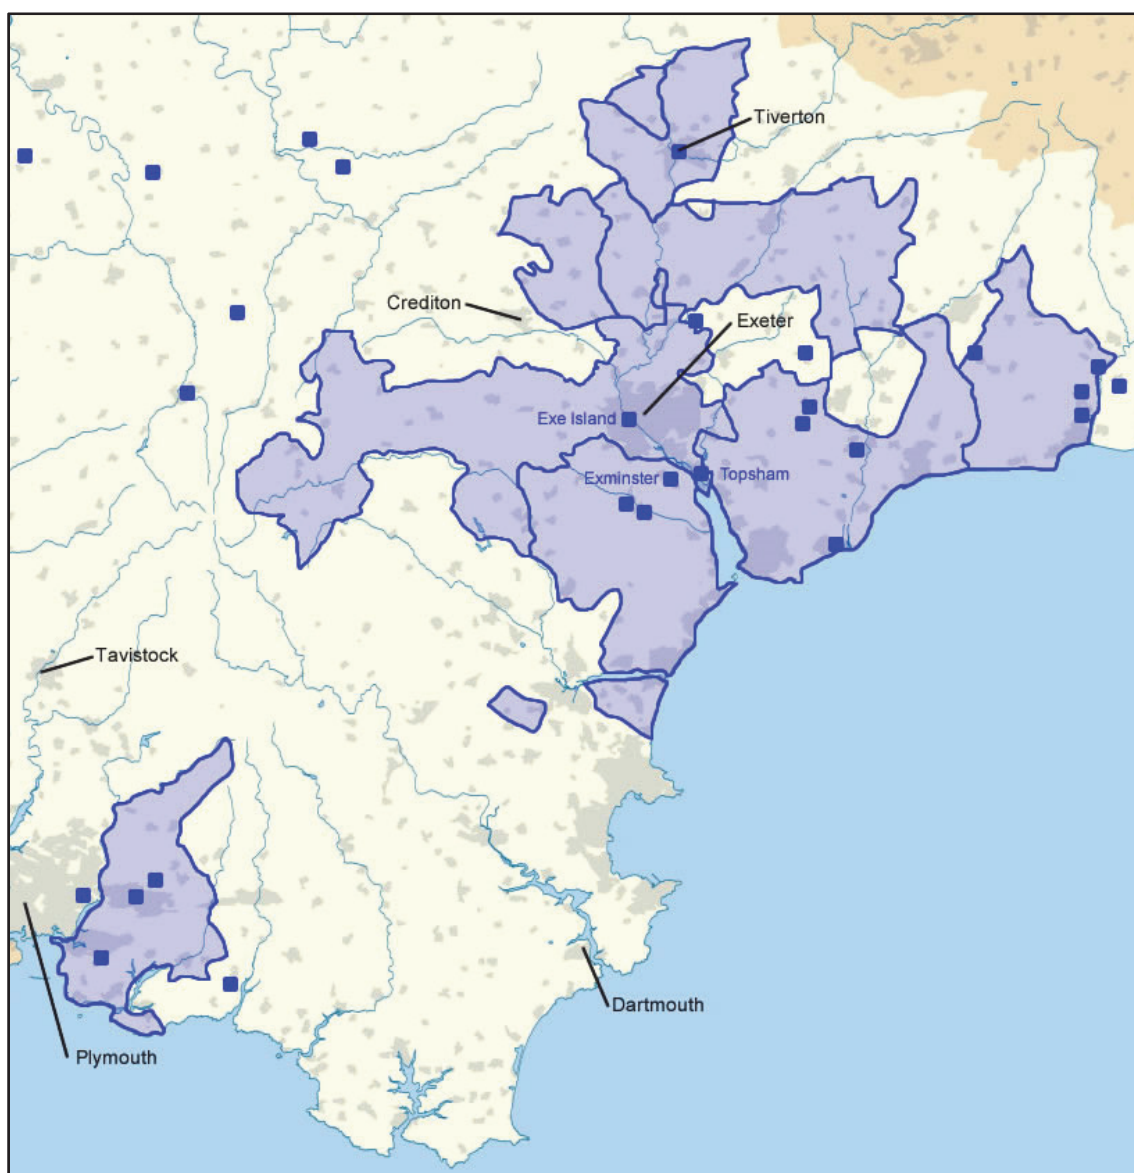 Tiverton
Crediton
Exeter
Exe Island
Exminster
Topsham
Tavistock
Dartmouth
Plymouth